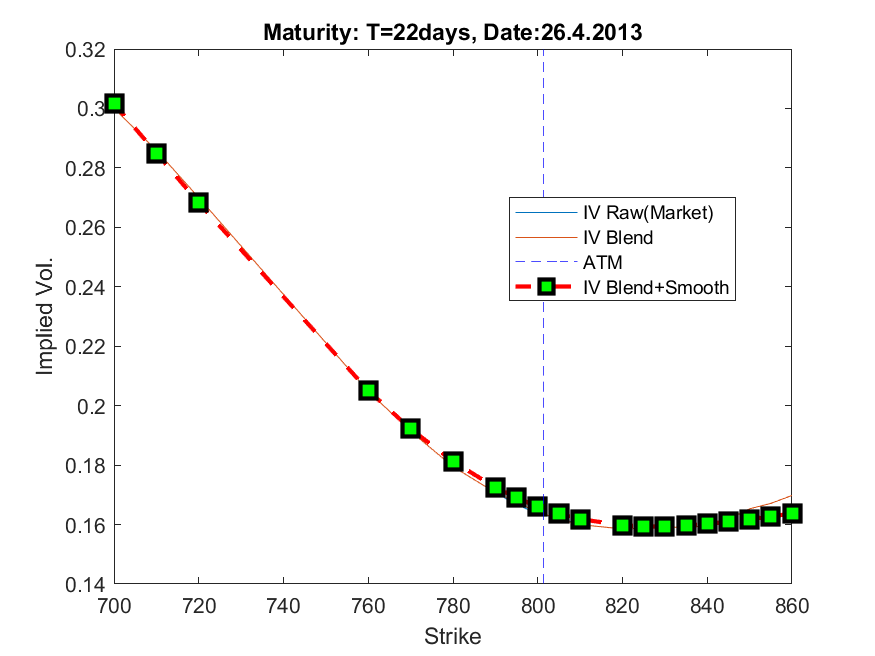 Maturity: T=22days, Date:26.4.2013
0.32
0.3
0.28
0.26
0.24
0.22
0.2
0.18
0.16
0.14
Implied Vol.
IV Raw(Market)
IV Blend
ATM
IV Blend+Smooth
700 720 740 760 780 800 820 840 860
Strike